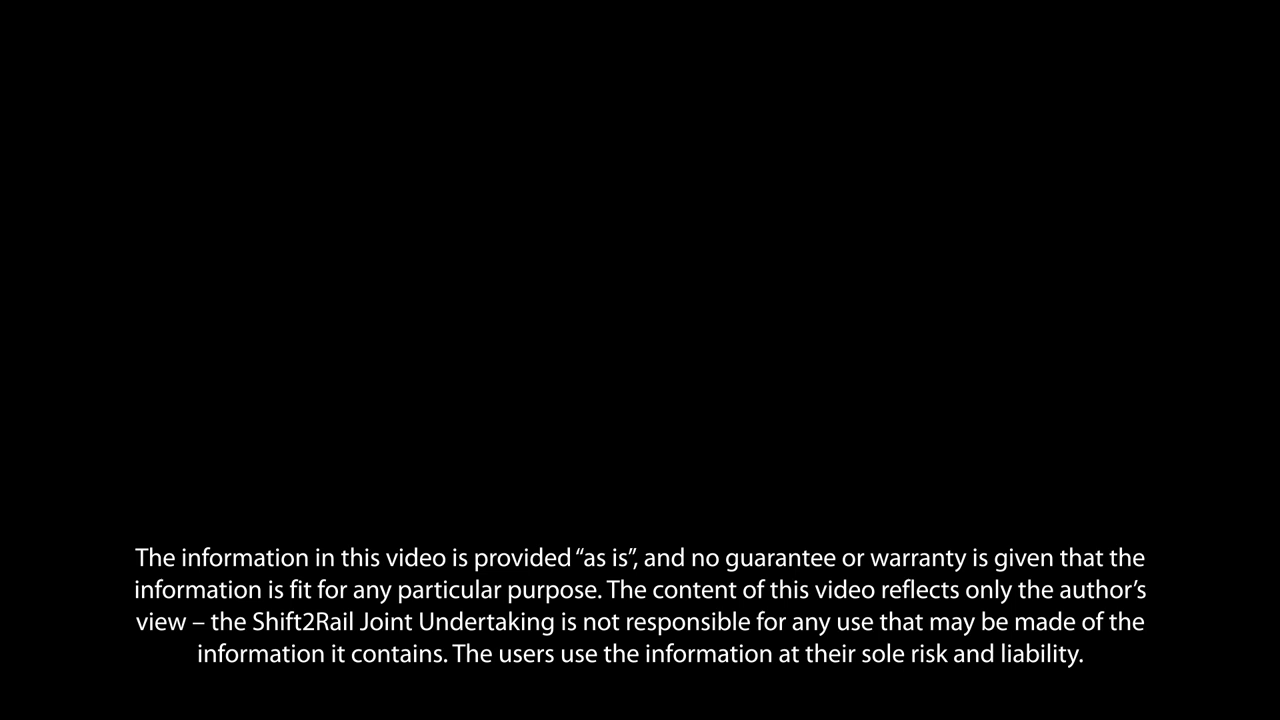 The information in this video is provided “as is”, and no guarantee or warranty is given that the
information is fit for any particular purpose. The content of this video reflects only the author’s
view – the Shift2Rail Joint Undertaking is not responsible for any use that may be made of the
information it contains. The users use the information at their sole risk and liability.